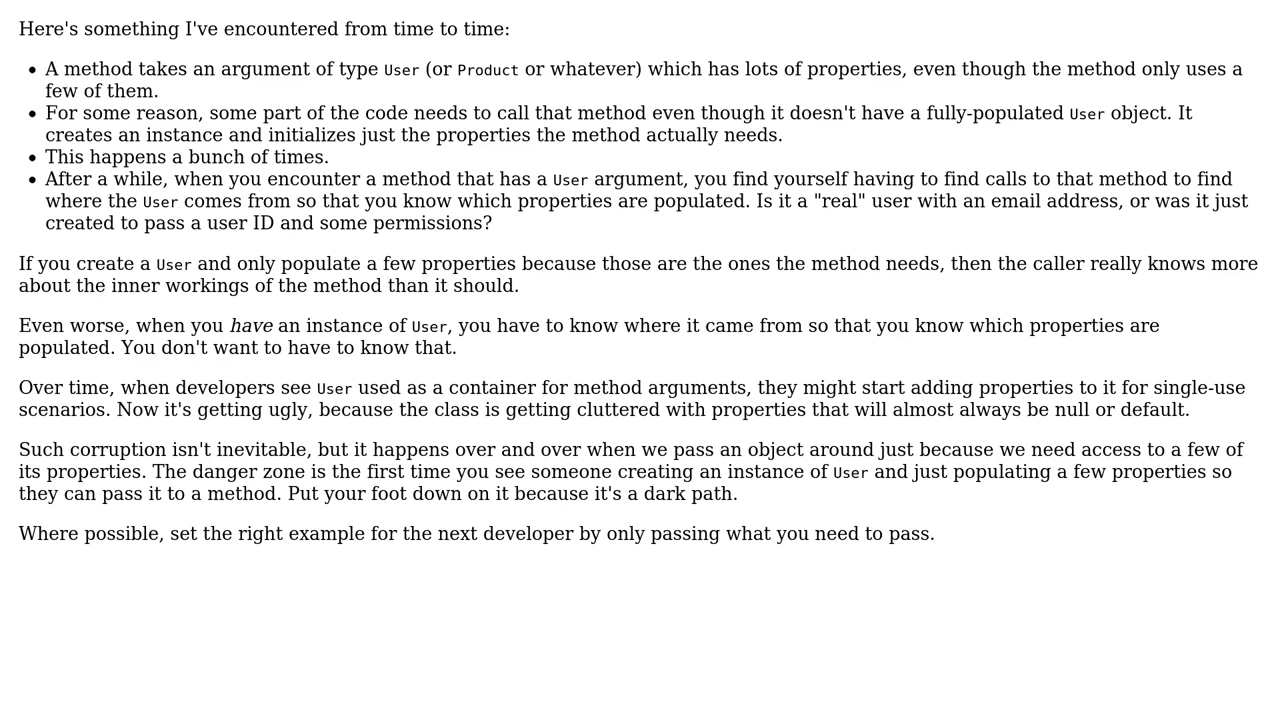 Here's something I've encountered from time to time:
• A method takes an argument of type User (or Product or whatever) which has lots of properties, even though the method only uses a
few of them.
• For some reason, some part of the code needs to call that method even though it doesn't have a fully-populated User object. It
creates an instance and initializes just the properties the method actually needs.
• This happens a bunch of times.
• After a while, when you encounter a method that has a User argument, you find yourself having to find calls to that method to find
where the User comes from so that you know which properties are populated. Is it a "real" user with an email address, or was it just
created to pass a user ID and some permissions?
If you create a User and only populate a few properties because those are the ones the method needs, then the caller really knows more
about the inner workings of the method than it should.
Even worse, when you have an instance of User, you have to know where it came from so that you know which properties are
populated. You don't want to have to know that.
Over time, when developers see User used as a container for method arguments, they might start adding properties to it for single-use
scenarios. Now it's getting ugly, because the class is getting cluttered with properties that will almost always be null or default.
Such corruption isn't inevitable, but it happens over and over when we pass an object around just because we need access to a few of
its properties. The danger zone is the first time you see someone creating an instance of User and just populating a few properties so
they can pass it to a method. Put your foot down on it because it's a dark path.
Where possible, set the right example for the next developer by only passing what you need to pass.